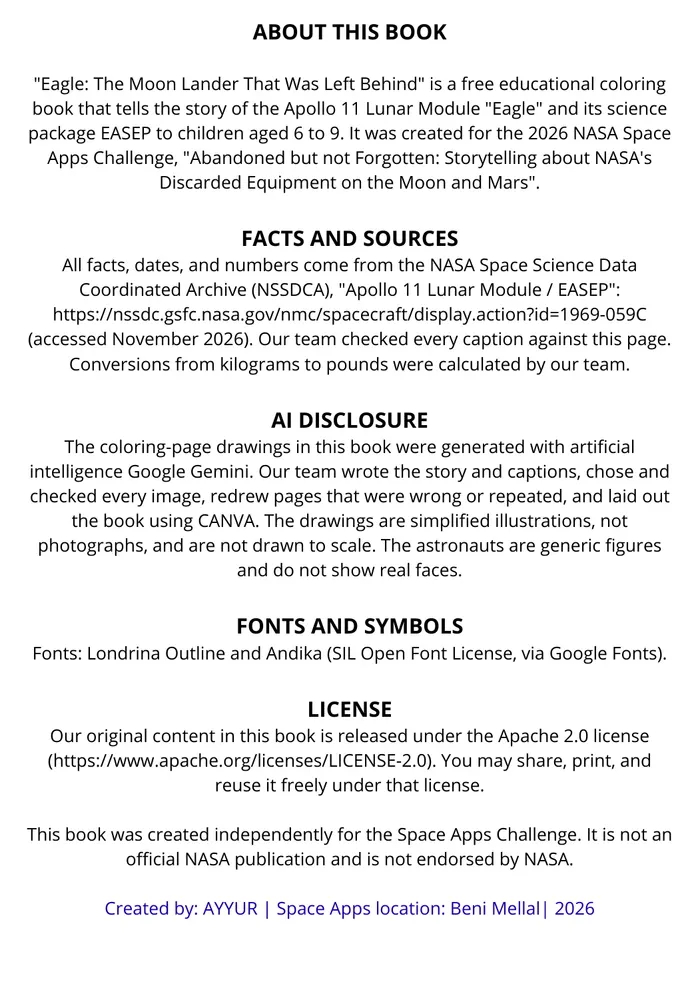 ABOUT THIS BOOK
"Eagle: The Moon Lander That Was Left Behind" is a free educational coloring
book that tells the story of the Apollo 11 Lunar Module "Eagle" and its science
package EASEP to children aged 6 to 9. It was created for the 2026 NASA Space
Apps Challenge, "Abandoned but not Forgotten: Storytelling about NASA's
Discarded Equipment on the Moon and Mars".
FACTS AND SOURCES
All facts, dates, and numbers come from the NASA Space Science Data
Coordinated Archive (NSSDCA), "Apollo 11 Lunar Module / EASEP":
https://nssdc.gsfc.nasa.gov/nmc/spacecraft/display.action?id=1969-059C
(accessed November 2026). Our team checked every caption against this page.
Conversions from kilograms to pounds were calculated by our team.
AI DISCLOSURE
The coloring-page drawings in this book were generated with artificial
intelligence Google Gemini. Our team wrote the story and captions, chose and
checked every image, redrew pages that were wrong or repeated, and laid out
the book using CANVA. The drawings are simplified illustrations, not
photographs, and are not drawn to scale. The astronauts are generic figures
and do not show real faces.
FONTS AND SYMBOLS
Fonts: Londrina Outline and Andika (SIL Open Font License, via Google Fonts).
LICENSE
Our original content in this book is released under the Apache 2.0 license
(https://www.apache.org/licenses/LICENSE-2.0). You may share, print, and
reuse it freely under that license.
This book was created independently for the Space Apps Challenge. It is not an
official NASA publication and is not endorsed by NASA.
Created by: AYYUR | Space Apps location: Beni Mellal| 2026